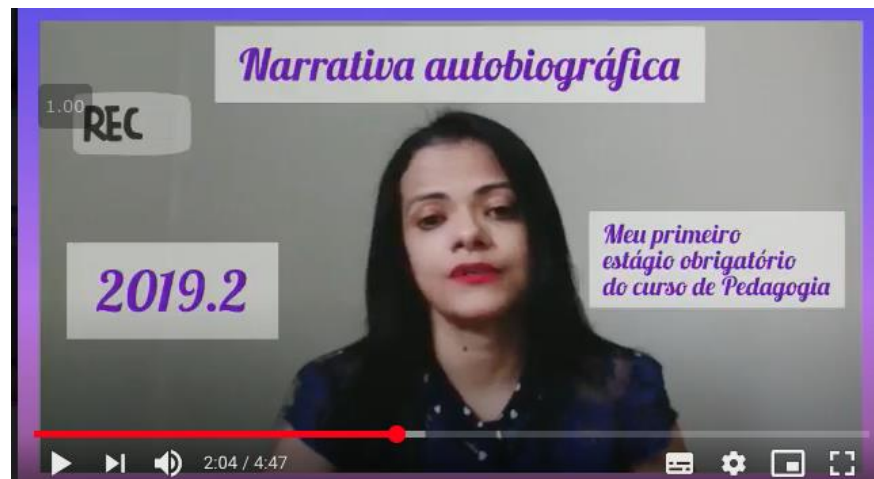 Narrativa autobiográfica
1.00
REC
2019.2
Meu primeiro
estágio obrigatório
do curso de Pedagogia
2:04 / 4:47